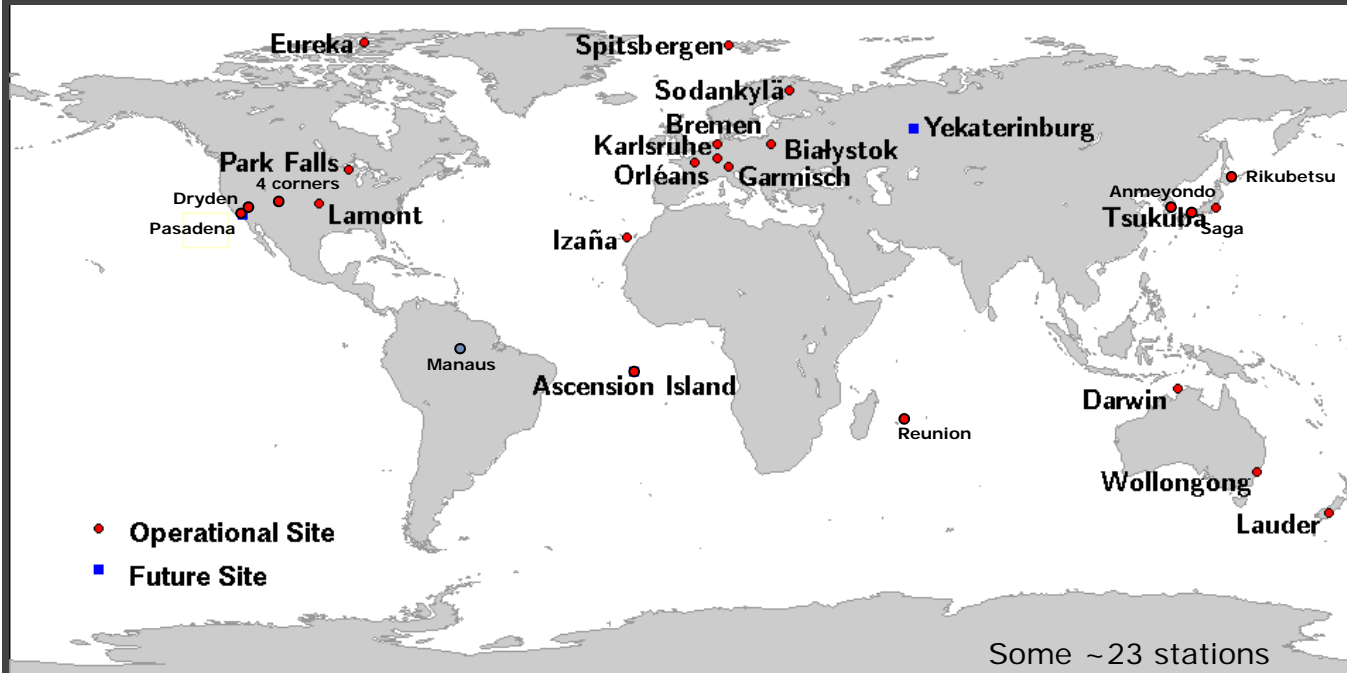 Eureka
Spitsbergen
Sodankylä
Bremen
Yekaterinburg
Karlsruhe
Białystok
Park Falls
Orléans
Garmisch
4 corners
Rikubetsu
Dryden
Anmeyondo
Lamont
Tsukuba
Pasadena
Saga
Izaña
Manaus
Ascension Island
Darwin
Reunion
Wollongong
Lauder
Operational Site
Future Site
Some ~23 stations